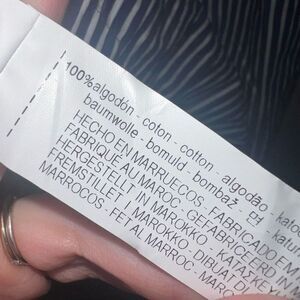 100%algodón - coton - cotton - algodão -
baumwolle - bomuld - bombaž -
HECHO EN MARRUECOS - FABRICADO EM
FABRIQUÉ AU MAROC - GEFABRICEERD IN
HERGESTELLT IN MAROKKO -
FREMSTILLET I MAROKKO -
MARROCOS - FET AL MARROC -